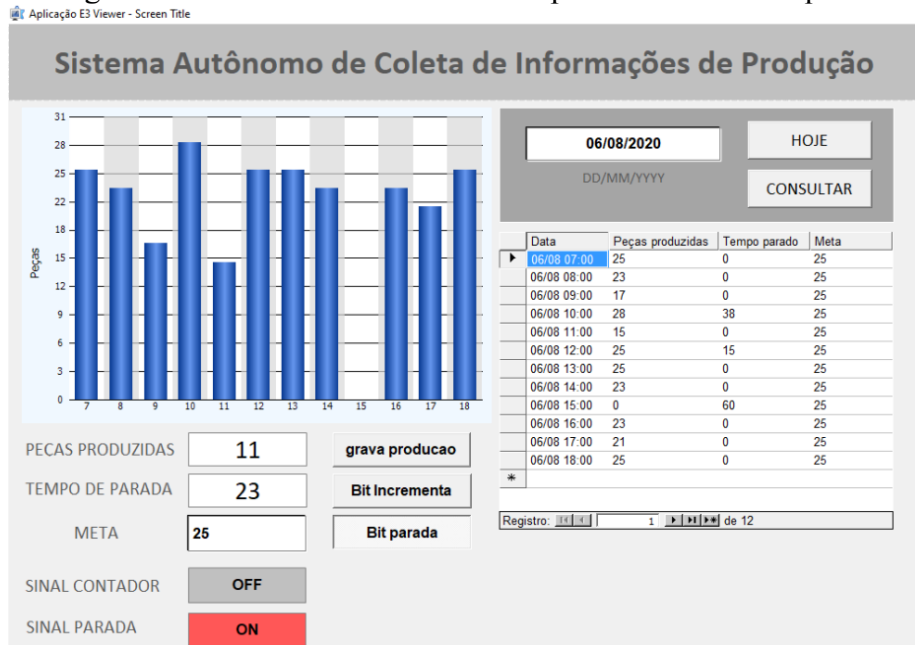 Aplicação E3 Viewer - Screen Title
Sistema Autônomo de Coleta de Informações de Produção
31
28
25
22
18
15
12
9
6
3
0
Peças
7 8 9 10 11 12 13 14 15 16 17 18
06/08/2020
HOJE
DD/MM/YYYY
CONSULTAR
Data Peças produzidas Tempo parado Meta
06/08 07:00 25 0 25
06/08 08:00 23 0 25
06/08 09:00 17 0 25
06/08 10:00 28 38 25
06/08 11:00 15 0 25
06/08 12:00 25 15 25
06/08 13:00 25 0 25
06/08 14:00 23 0 25
06/08 15:00 0 60 25
06/08 16:00 23 0 25
06/08 17:00 21 0 25
06/08 18:00 25 0 25
Registro: 1 de 12
PECAS PRODUZIDAS 11 grava producao
TEMPO DE PARADA 23 Bit Incrementa
META 25 Bit parada
SINAL CONTADOR OFF
SINAL PARADA ON